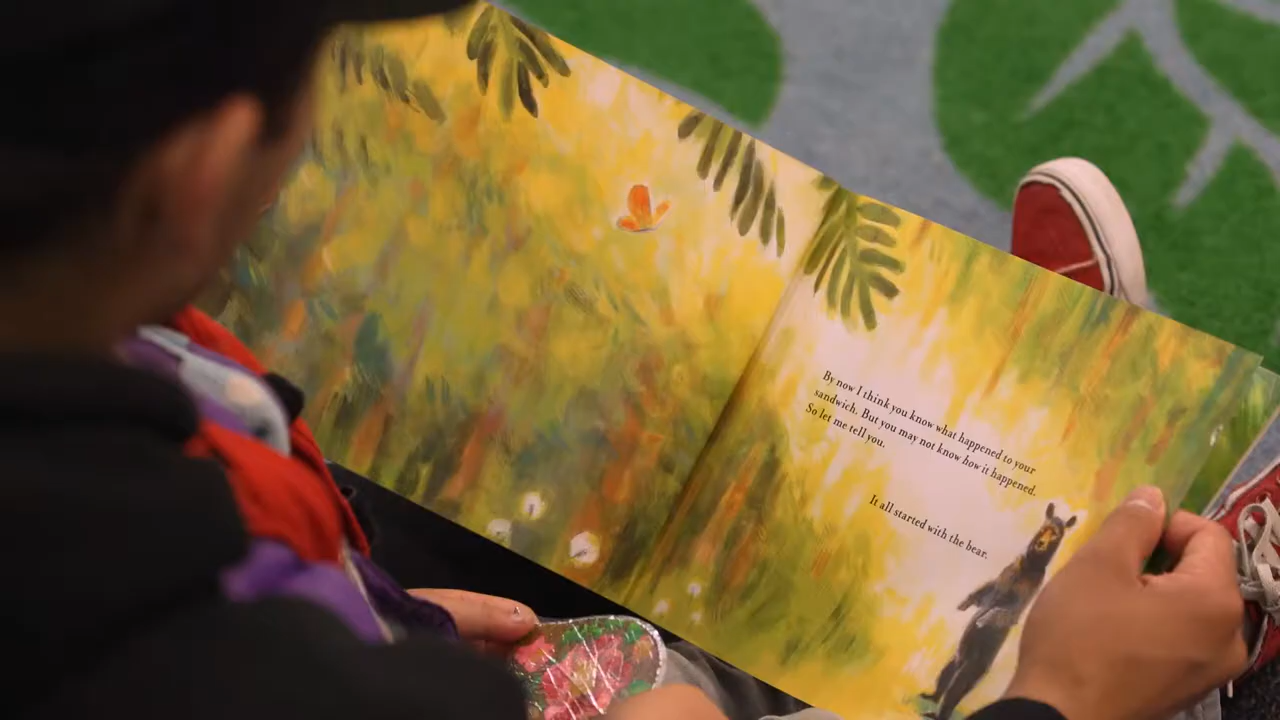 By now I think you know what happened to your
sandwich. But you may not know how it happened.
So let me tell you.
It all started with the bear.